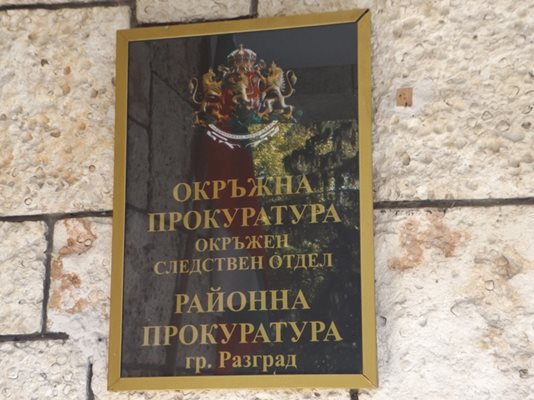 ОКРЪЖНА
ПРОКУРАТУРА
ОКРЪЖЕН
СЛЕДСТВЕН ОТДЕЛ
РАЙОННА
ПРОКУРАТУРА
гр. Разград